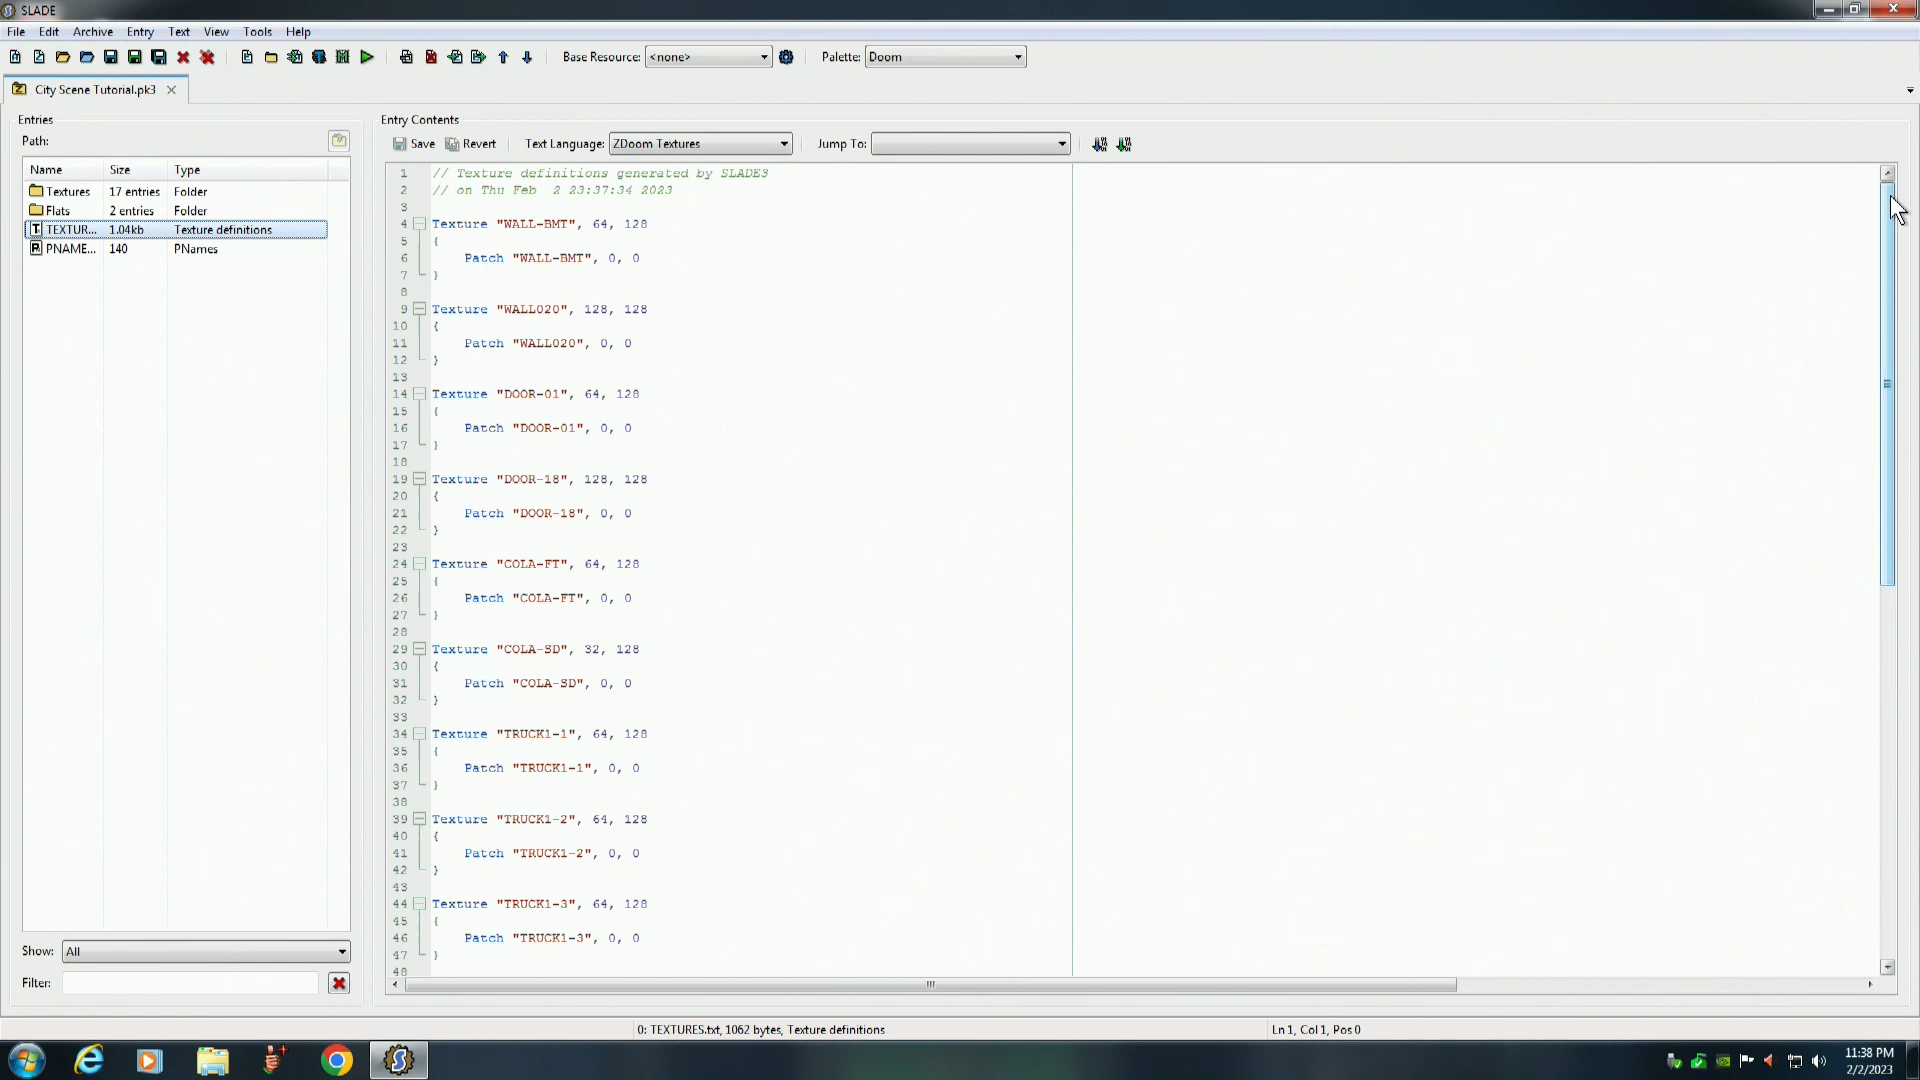 SLADE
File Edit Archive Entry Text View Tools Help
Base Resource: <none> Palette: Doom
City Scene Tutorial.pk3
Entries
Path:
Name Size Type
Textures 17 entries Folder
Flats 2 entries Folder
TEXTUR... 1.04kb Texture definitions
PNAME... 140 PNames
Show: All
Filter:
Entry Contents
Save Revert Text Language: ZDoom Textures Jump To:
1 // Texture definitions generated by SLADE3
2 // on Thu Feb  2 23:37:34 2023
3
4 Texture "WALL-BMT", 64, 128
5 {
6 Patch "WALL-BMT", 0, 0
7 }
8
9 Texture "WALL020", 128, 128
10 {
11 Patch "WALL020", 0, 0
12 }
13
14 Texture "DOOR-01", 64, 128
15 {
16 Patch "DOOR-01", 0, 0
17 }
18
19 Texture "DOOR-18", 128, 128
20 {
21 Patch "DOOR-18", 0, 0
22 }
23
24 Texture "COLA-FT", 64, 128
25 {
26 Patch "COLA-FT", 0, 0
27 }
28
29 Texture "COLA-SD", 32, 128
30 {
31 Patch "COLA-SD", 0, 0
32 }
33
34 Texture "TRUCK1-1", 64, 128
35 {
36 Patch "TRUCK1-1", 0, 0
37 }
38
39 Texture "TRUCK1-2", 64, 128
40 {
41 Patch "TRUCK1-2", 0, 0
42 }
43
44 Texture "TRUCK1-3", 64, 128
45 {
46 Patch "TRUCK1-3", 0, 0
47 }
48
0: TEXTURES.txt, 1062 bytes, Texture definitions Ln 1, Col 1, Pos 0
11:38 PM
2/2/2023